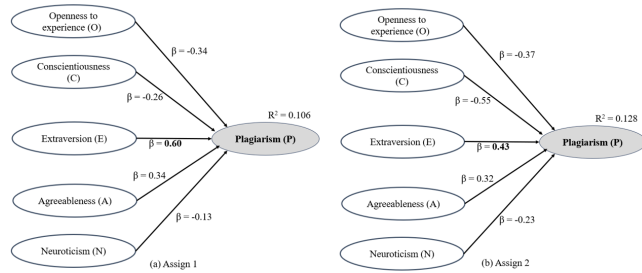 Openness to
experience (O)
β = -0.34
Conscientiousness
(C)
β = -0.26
R² = 0.106
Extraversion (E)
β = 0.60
Plagiarism (P)
β = 0.34
Agreeableness (A)
β = -0.13
Neuroticism (N)
(a) Assign 1
Openness to
experience (O)
β = -0.37
Conscientiousness
(C)
β = -0.55
R² = 0.128
Extraversion (E)
β = 0.43
Plagiarism (P)
β = 0.32
Agreeableness (A)
β = -0.23
Neuroticism (N)
(b) Assign 2